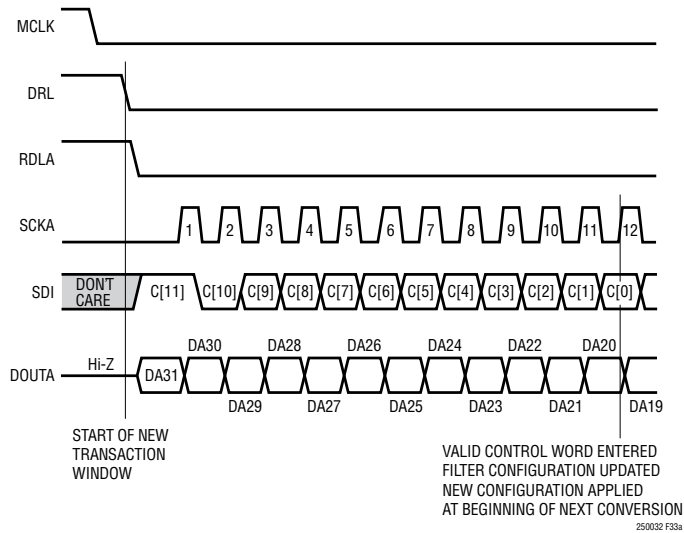 MCLK
DRL
RDLA
SCKA
1 2 3 4 5 6 7 8 9 10 11 12
SDI
DON'T
CARE
C[11] C[10] C[9] C[8] C[7] C[6] C[5] C[4] C[3] C[2] C[1] C[0]
DA30 DA28 DA26 DA24 DA22 DA20
DOUTA
Hi-Z
DA31
DA29 DA27 DA25 DA23 DA21 DA19
START OF NEW
TRANSACTION
WINDOW
VALID CONTROL WORD ENTERED
FILTER CONFIGURATION UPDATED
NEW CONFIGURATION APPLIED
AT BEGINNING OF NEXT CONVERSION
250032 F33a